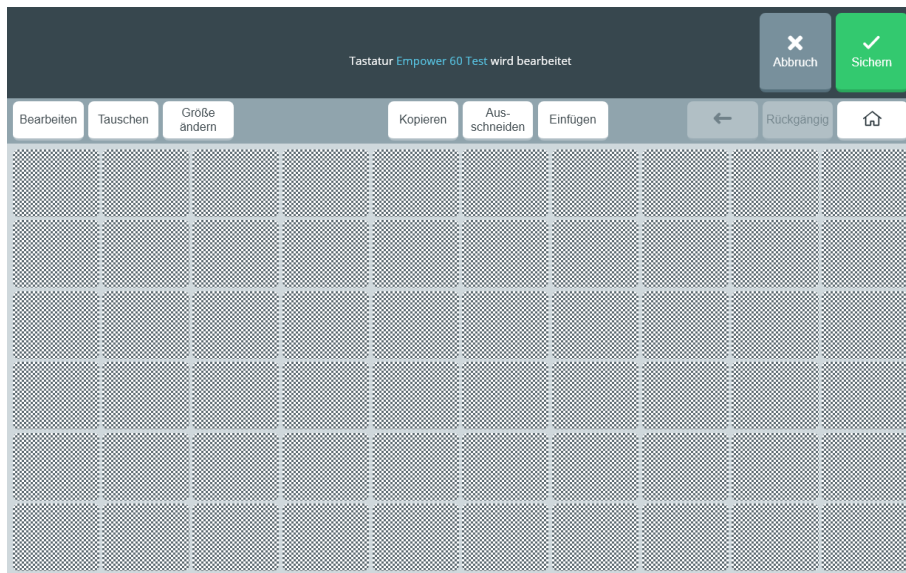 Tastatur Empower 60 Test wird bearbeitet
Abbruch
Sichern
Bearbeiten
Tauschen
Größe
ändern
Kopieren
Aus-
schneiden
Einfügen
Rückgängig